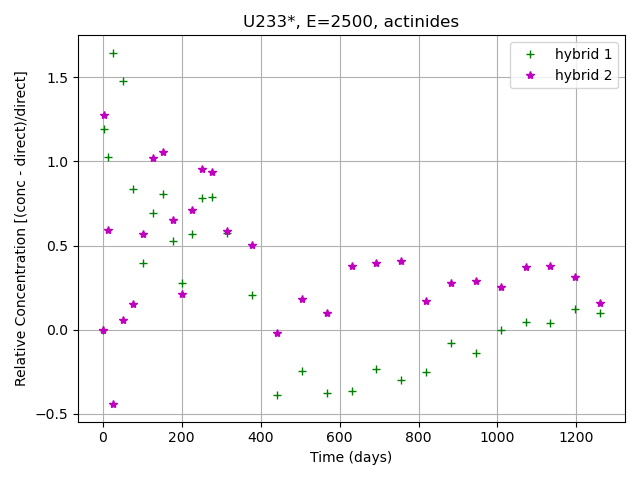 U233*, E=2500, actinides
hybrid 1
hybrid 2
Relative Concentration [(conc - direct)/direct]
1.5
1.0
0.5
0.0
−0.5
0 200 400 600 800 1000 1200
Time (days)